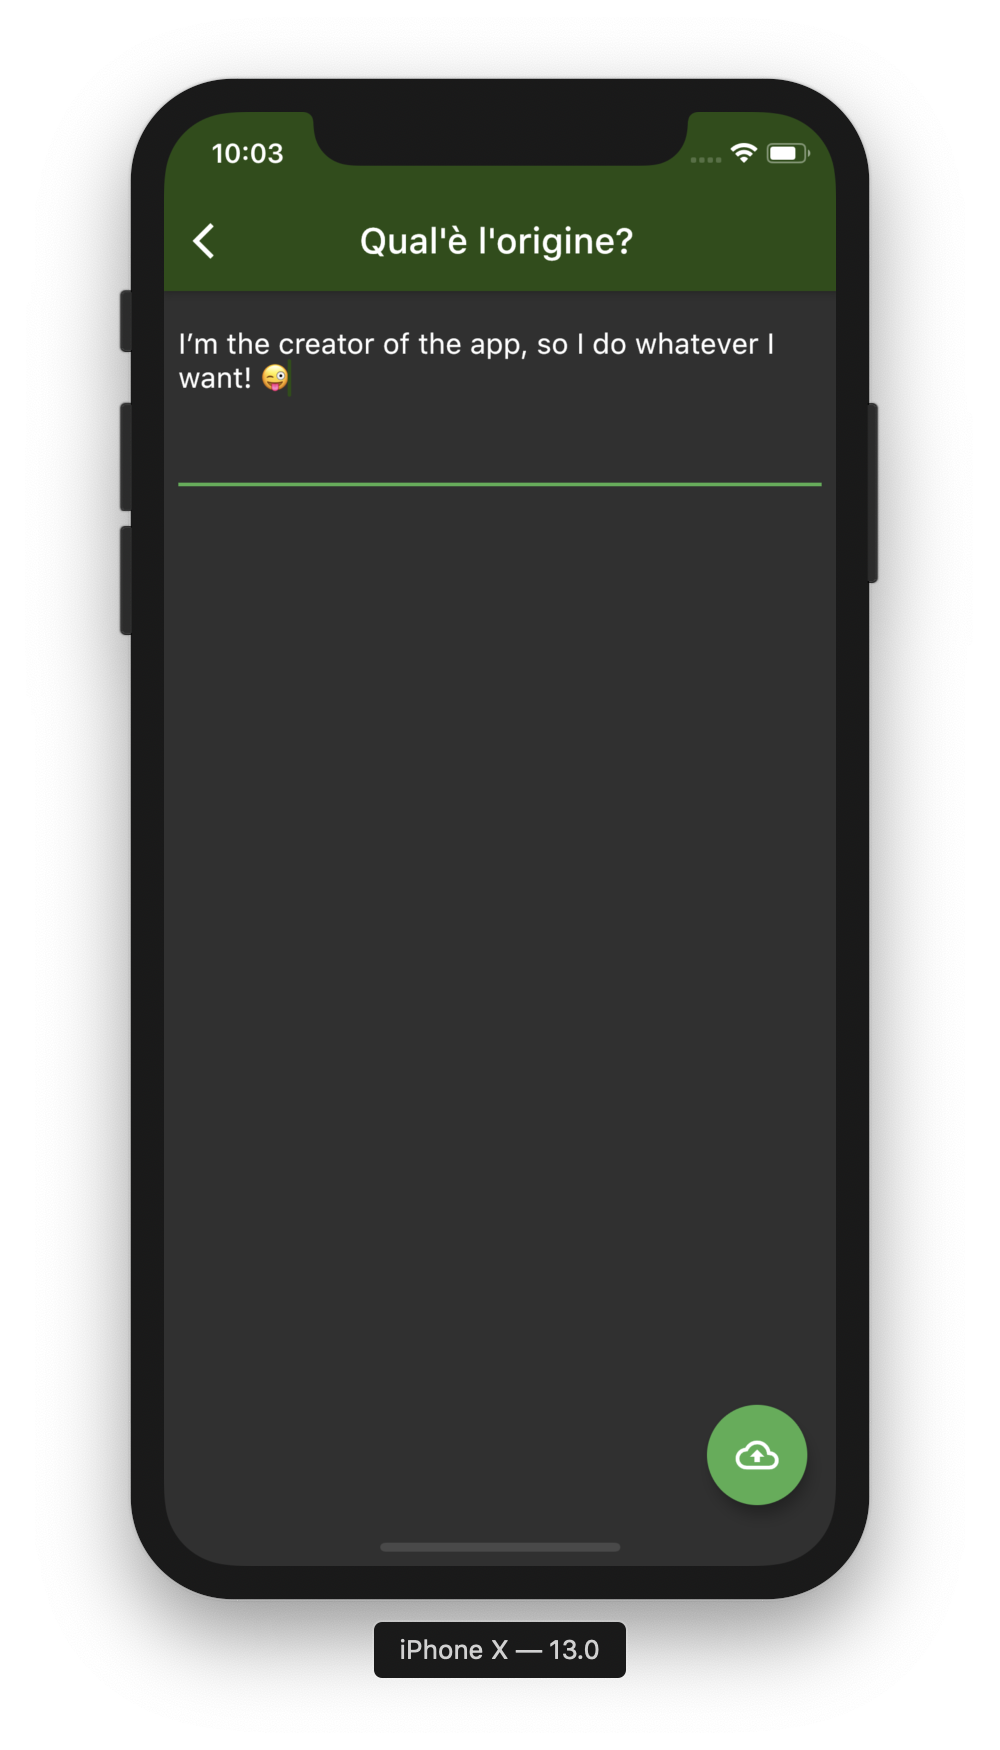 10:03
Qual'è l'origine?
I’m the creator of the app, so I do whatever I
want! 😜
iPhone X — 13.0